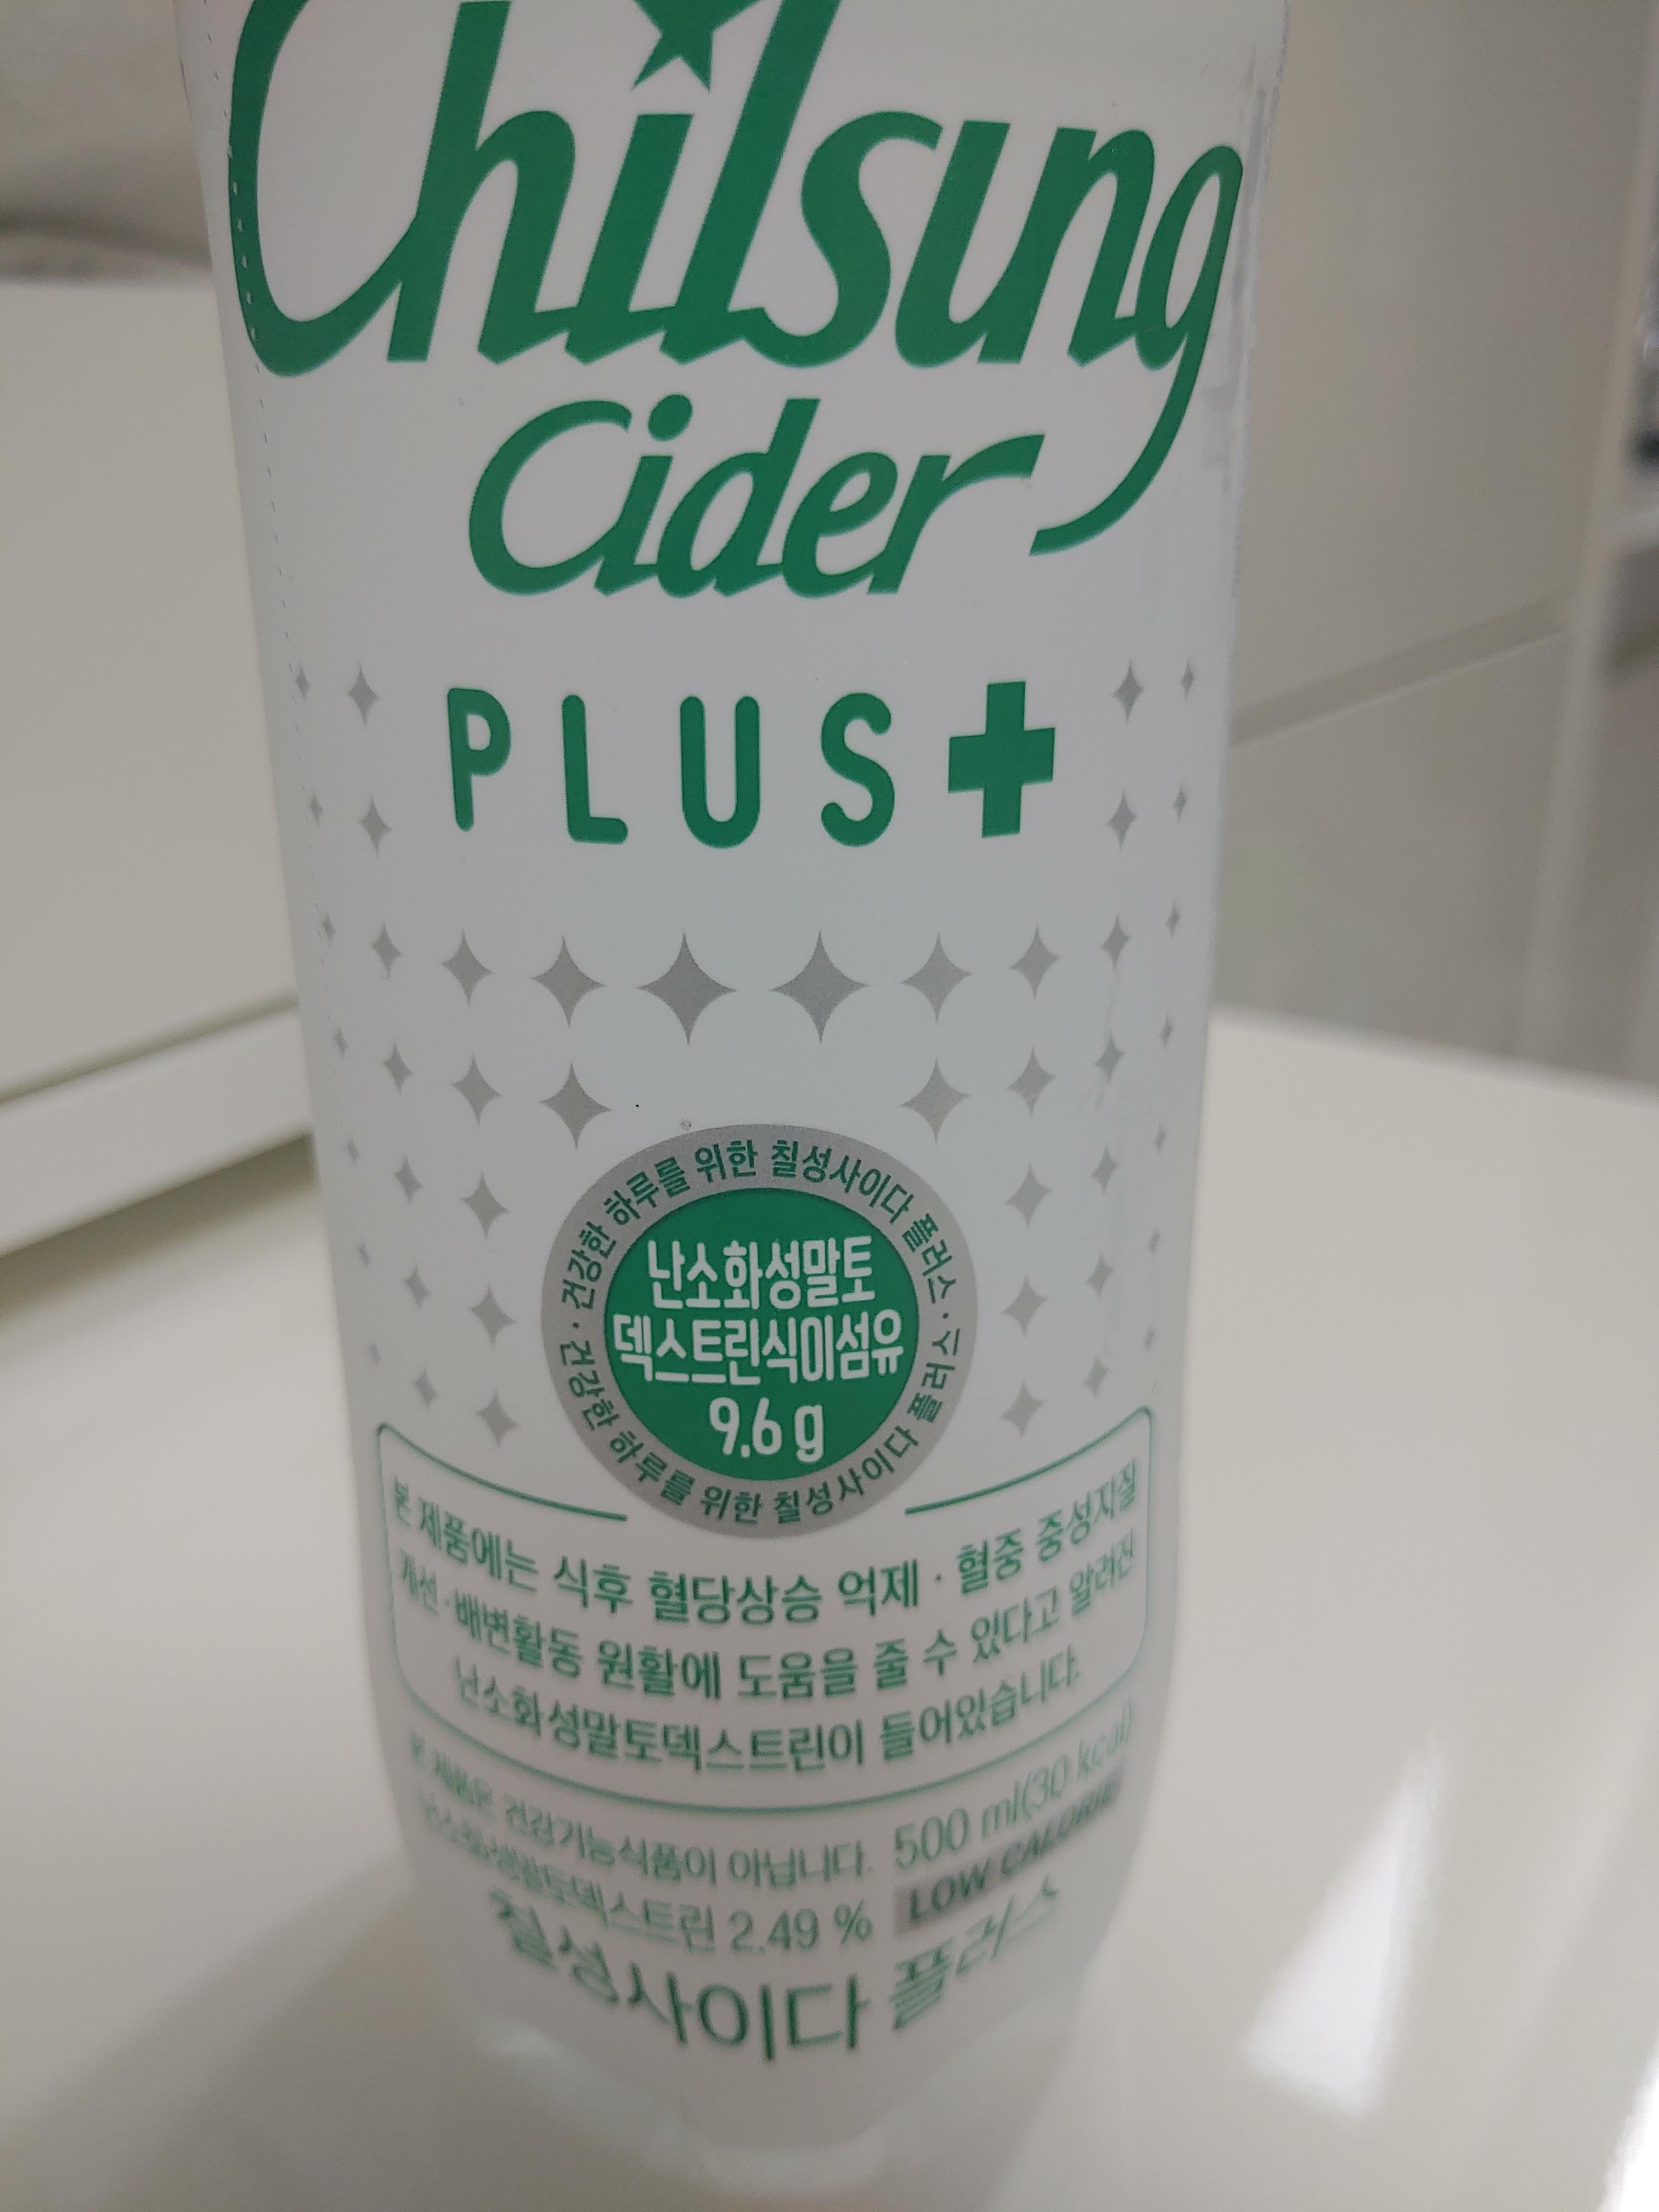 Chilsung
Cider
PLUS+
건강한 하루를 위한 칠성사이다 플러스 ·
난소화성말토
덱스트린식이섬유
9.6 g
건강한 하루를 위한 칠성사이다 플러스 ·
본 제품에는 식후 혈당상승 억제 · 혈중 중성지질
개선 · 배변활동 원활에 도움을 줄 수 있다고 알려진
난소화성말토덱스트린이 들어있습니다.
본 제품은 건강기능식품이 아닙니다.
난소화성말토덱스트린 2.49 %
500 ml(30 kcal)
LOW CALORIE
칠성사이다 플러스